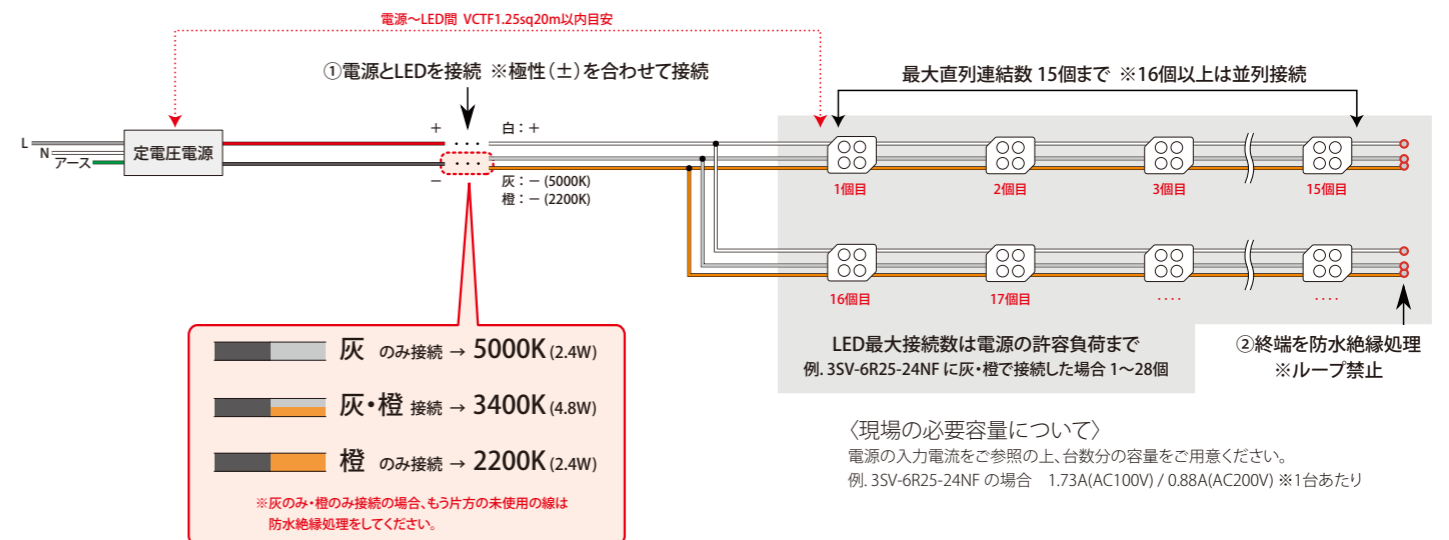 電源～LED間 VCTF1.25sq20m以内目安
①電源とLEDを接続 ※極性（±）を合わせて接続
最大直列連結数 15個まで ※16個以上は並列接続
L
N
アース
定電圧電源
+
−
白：+
灰：− (5000K)
橙：− (2200K)
1個目
2個目
3個目
15個目
16個目
17個目
····
····
LED最大接続数は電源の許容負荷まで
例. 3SV-6R25-24NF に灰・橙で接続した場合 1～28個
②終端を防水絶縁処理
※ループ禁止
灰 のみ接続 → 5000K (2.4W)
灰・橙 接続 → 3400K (4.8W)
橙 のみ接続 → 2200K (2.4W)
※灰のみ・橙のみ接続の場合、もう片方の未使用の線は
防水絶縁処理をしてください。
〈現場の必要容量について〉
電源の入力電流をご参照の上、台数分の容量をご用意ください。
例. 3SV-6R25-24NF の場合 1.73A(AC100V) / 0.88A(AC200V) ※1台あたり